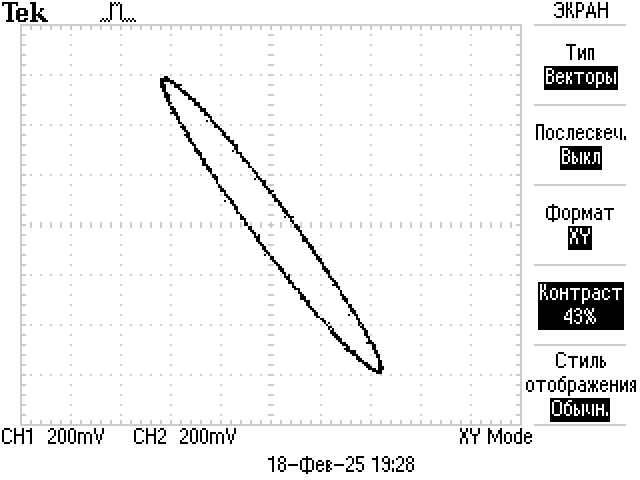 Tek
ЭКРАН
Тип
Векторы
Послесвеч.
Выкл
Формат
XY
Контраст
43%
Стиль
отображения
Обычн.
CH1 200mV CH2 200mV XY Mode
18-Фев-25 19:28